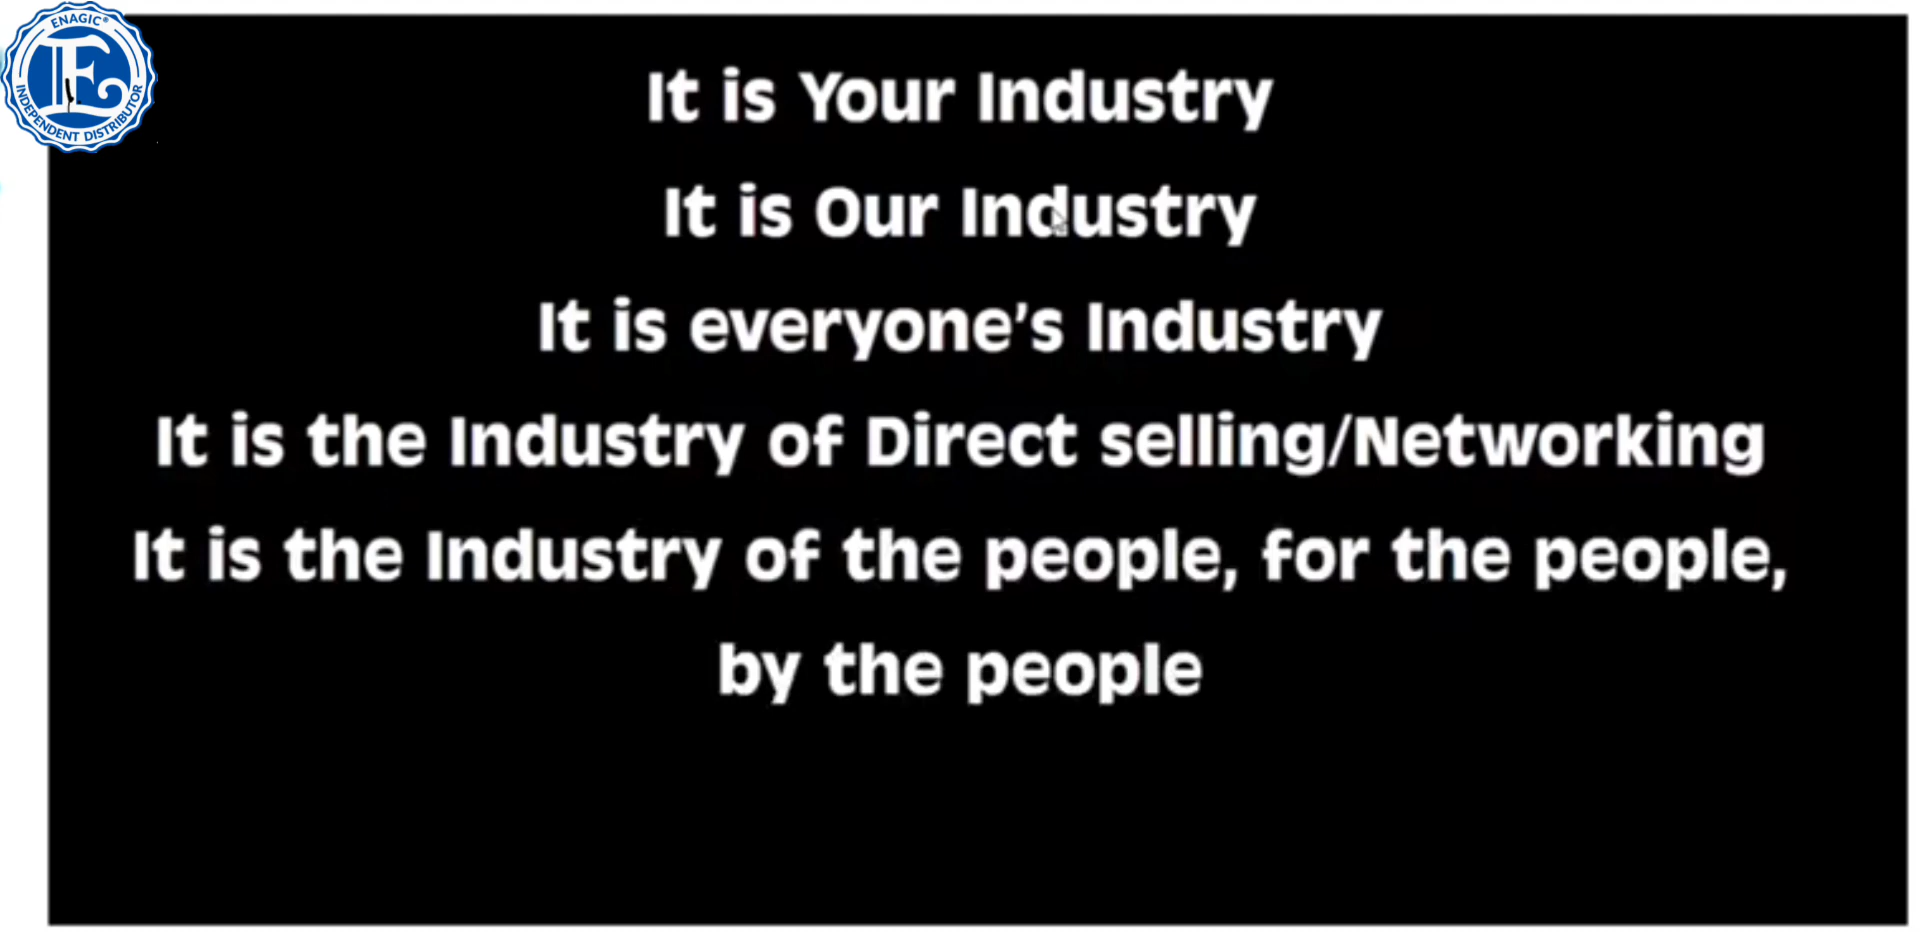 ENAGIC®
INDEPENDENT DISTRIBUTOR
It is Your Industry
It is Our Industry
It is everyone's Industry
It is the Industry of Direct selling/Networking
It is the Industry of the people, for the people,
by the people